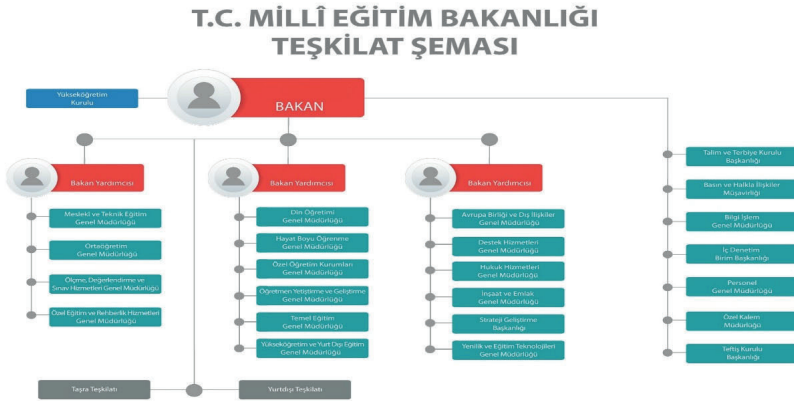 T.C. MİLLÎ EĞİTİM BAKANLIĞI
TEŞKİLAT ŞEMASI
Yükseköğretim
Kurulu
BAKAN
Bakan Yardımcısı
Mesleki ve Teknik Eğitim
Genel Müdürlüğü
Ortaöğretim
Genel Müdürlüğü
Ölçme, Değerlendirme ve
Sınav Hizmetleri Genel Müdürlüğü
Özel Eğitim ve Rehberlik Hizmetleri
Genel Müdürlüğü
Bakan Yardımcısı
Din Öğretimi
Genel Müdürlüğü
Hayat Boyu Öğrenme
Genel Müdürlüğü
Özel Öğretim Kurumları
Genel Müdürlüğü
Öğretmen Yetiştirme ve Geliştirme
Genel Müdürlüğü
Temel Eğitim
Genel Müdürlüğü
Yükseköğretim ve Yurt Dışı Eğitim
Genel Müdürlüğü
Bakan Yardımcısı
Avrupa Birliği ve Dış İlişkiler
Genel Müdürlüğü
Destek Hizmetleri
Genel Müdürlüğü
Hukuk Hizmetleri
Genel Müdürlüğü
İnşaat ve Emlak
Genel Müdürlüğü
Strateji Geliştirme
Başkanlığı
Yenilik ve Eğitim Teknolojileri
Genel Müdürlüğü
Talim ve Terbiye Kurulu
Başkanlığı
Basın ve Halkla İlişkiler
Müşavirliği
Bilgi İşlem
Genel Müdürlüğü
İç Denetim
Birim Başkanlığı
Personel
Genel Müdürlüğü
Özel Kalem
Müdürlüğü
Teftiş Kurulu
Başkanlığı
Taşra Teşkilatı
Yurtdışı Teşkilatı